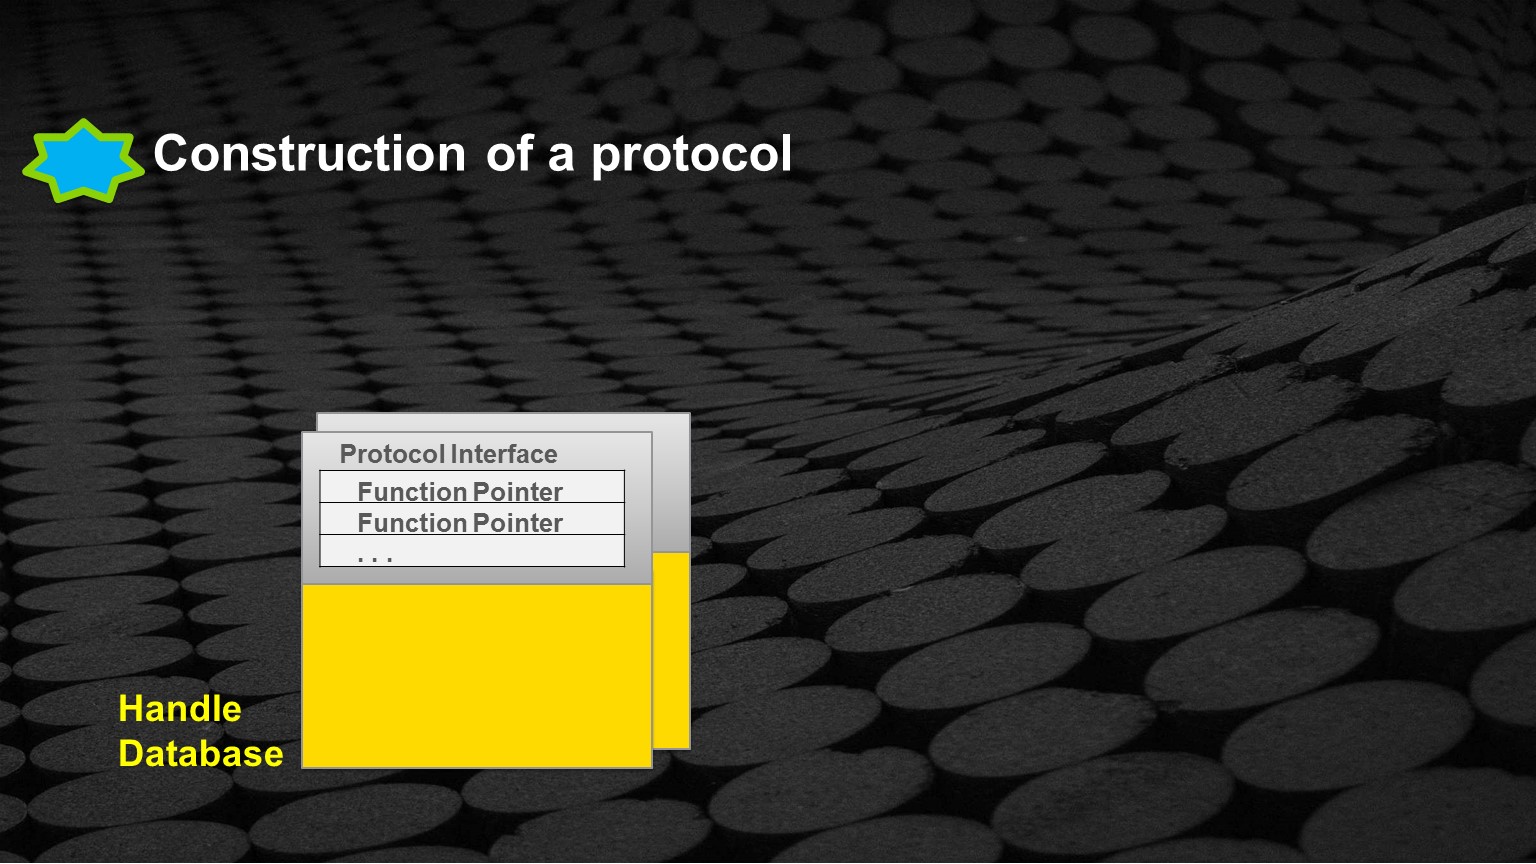 Construction of a protocol
Protocol Interface
Function Pointer
Function Pointer
. . .
Handle
Database